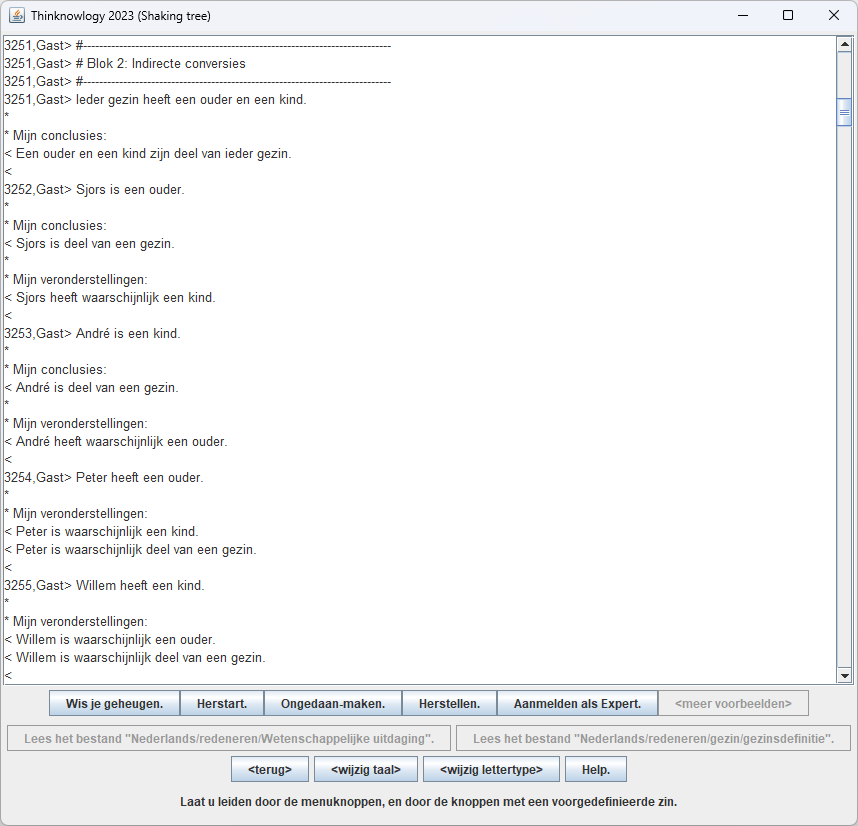 Thinknowlogy 2023 (Shaking tree)
3251,Gast> #-----------------------------------------------------------------------------
3251,Gast> # Blok 2: Indirecte conversies
3251,Gast> #-----------------------------------------------------------------------------
3251,Gast> Ieder gezin heeft een ouder en een kind.
*
* Mijn conclusies:
< Een ouder en een kind zijn deel van ieder gezin.
<
3252,Gast> Sjors is een ouder.
*
* Mijn conclusies:
< Sjors is deel van een gezin.
*
* Mijn veronderstellingen:
< Sjors heeft waarschijnlijk een kind.
<
3253,Gast> André is een kind.
*
* Mijn conclusies:
< André is deel van een gezin.
*
* Mijn veronderstellingen:
< André heeft waarschijnlijk een ouder.
<
3254,Gast> Peter heeft een ouder.
*
* Mijn veronderstellingen:
< Peter is waarschijnlijk een kind.
< Peter is waarschijnlijk deel van een gezin.
<
3255,Gast> Willem heeft een kind.
*
* Mijn veronderstellingen:
< Willem is waarschijnlijk een ouder.
< Willem is waarschijnlijk deel van een gezin.
<
Wis je geheugen. Herstart. Ongedaan-maken. Herstellen. Aanmelden als Expert. <meer voorbeelden>
Lees het bestand "Nederlands/redeneren/Wetenschappelijke uitdaging". Lees het bestand "Nederlands/redeneren/gezin/gezinsdefinitie".
<terug> <wijzig taal> <wijzig lettertype> Help.
Laat u leiden door de menuknoppen, en door de knoppen met een voorgedefinieerde zin.